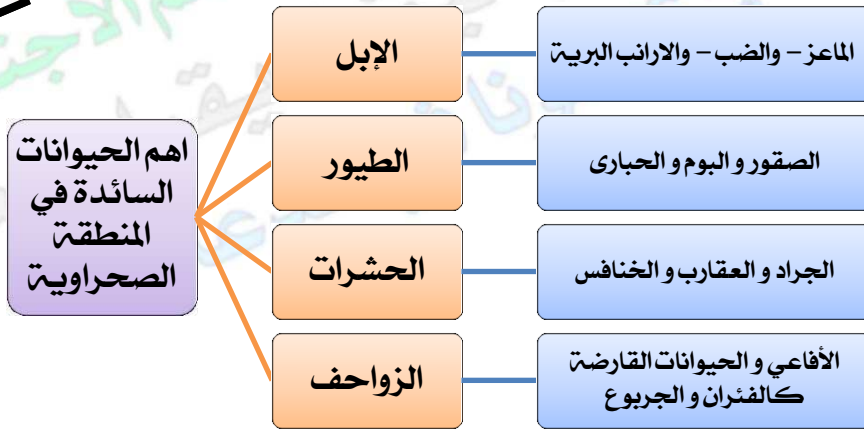 اهم الحيوانات
السائدة في
المنطقة
الصحراوية
الإبل
الماعز – والضب – والارانب البرية
الطيور
الصقور و البوم و الحبارى
الحشرات
الجراد و العقارب و الخنافس
الزواحف
الأفاعي و الحيوانات القارضة
كالفئران و الجربوع